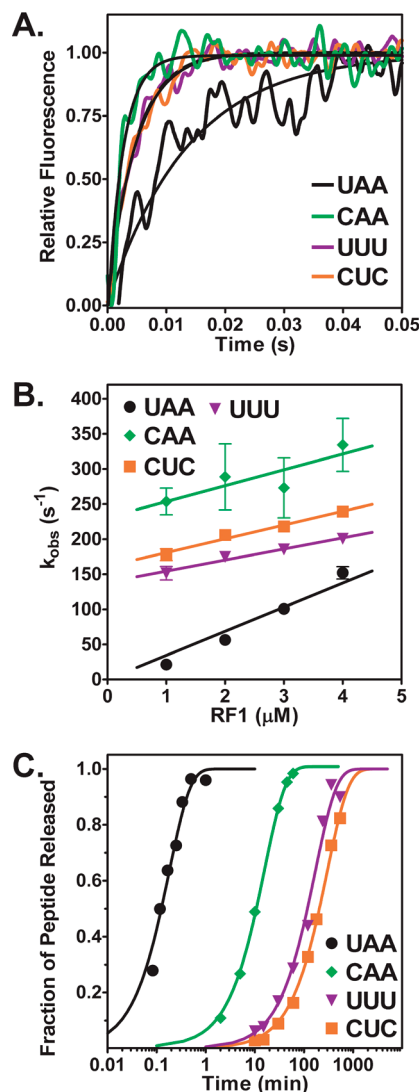 A.
Relative Fluorescence
1.00
0.75
0.50
0.25
0.00
UAA
CAA
UUU
CUC
0.00 0.01 0.02 0.03 0.04 0.05
Time (s)
B.
UAA UUU
CAA
CUC
kobs (s-1)
400
350
300
250
200
150
100
50
0
0 1 2 3 4 5
RF1 (μM)
C.
Fraction of Peptide Released
1.0
0.8
0.6
0.4
0.2
UAA
CAA
UUU
CUC
0.01 0.1 1 10 100 1000
Time (min)